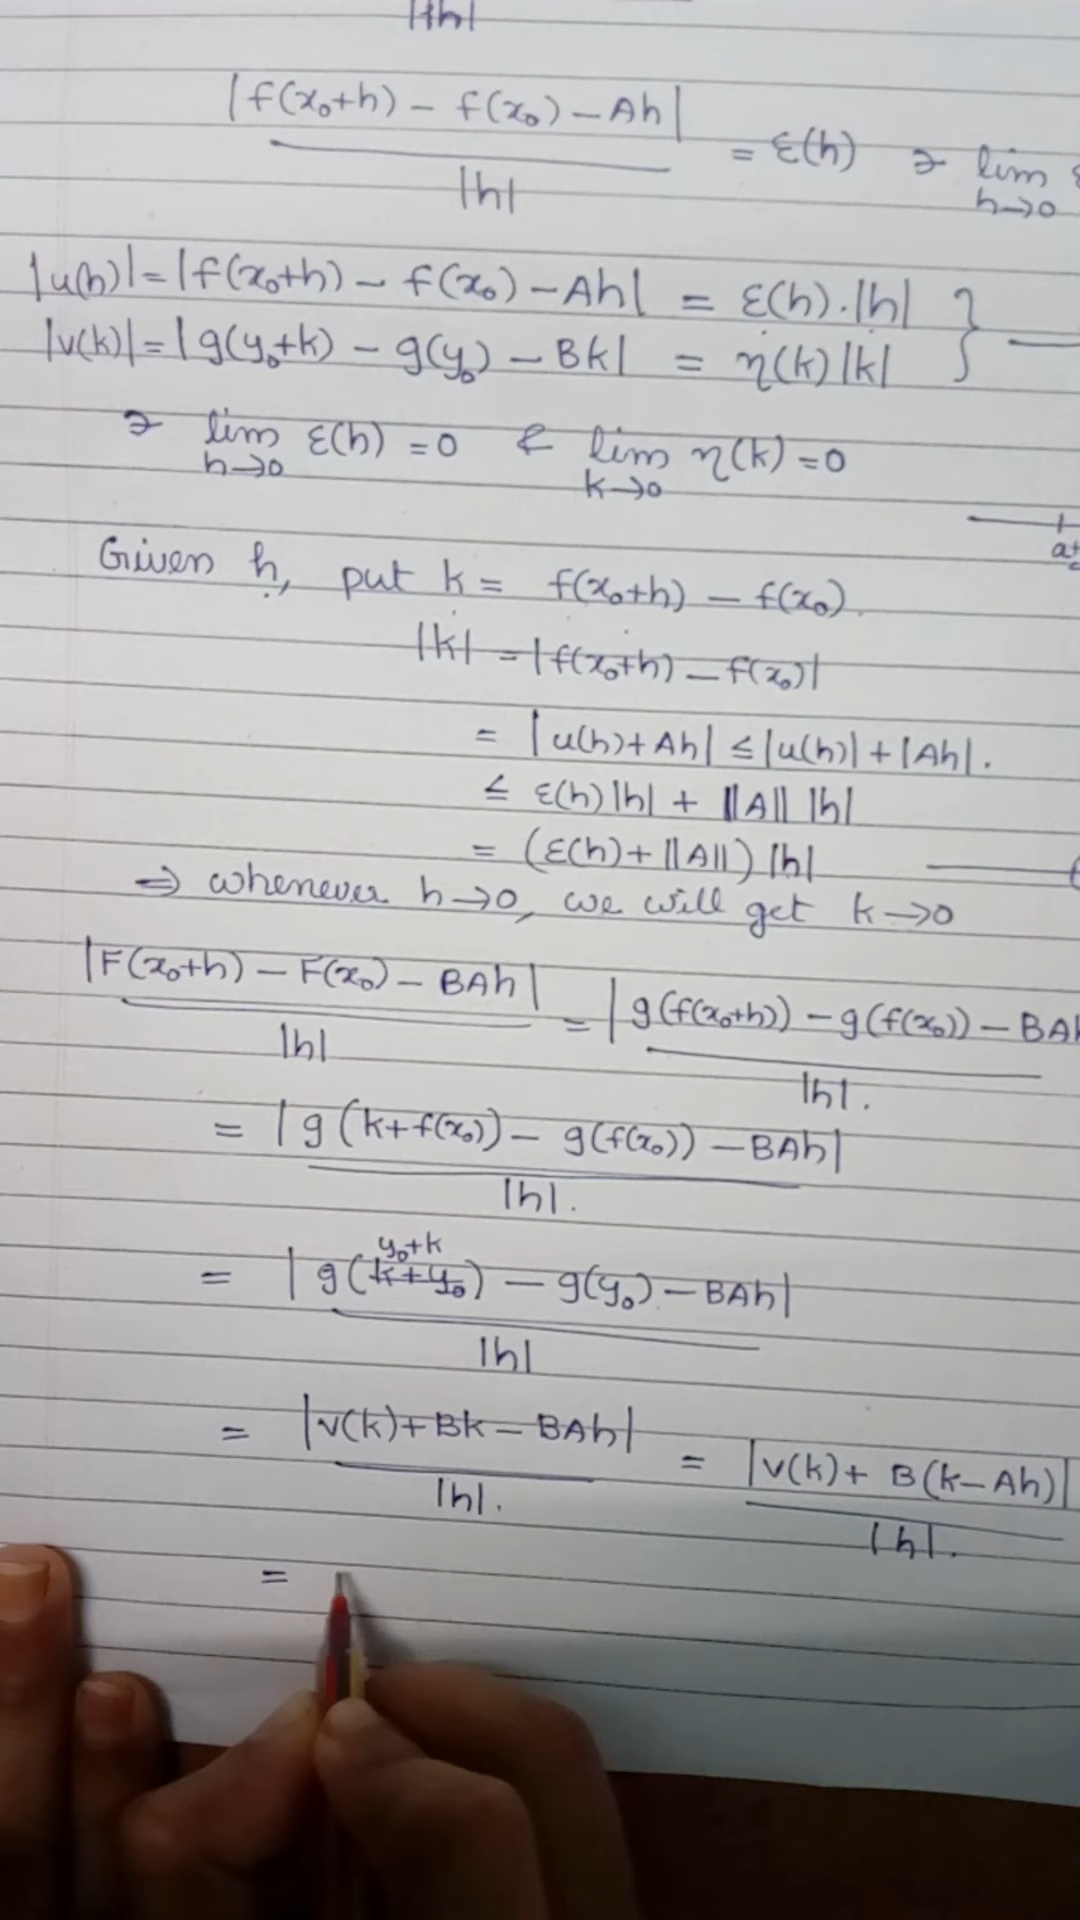 |h|
|f(x₀+h) – f(x₀) – Ah| / |h| = ε(h) ∋ lim h→0
|u(h)| = |f(x₀+h) – f(x₀) – Ah| = ε(h).|h| }
|v(k)| = |g(y₀+k) – g(y₀) – Bk| = η(k)|k|
∋ lim h→0 ε(h) = 0 & lim k→0 η(k) = 0
Given h, put k = f(x₀+h) – f(x₀).
|k| = |f(x₀+h) – f(x₀)|
= |u(h)+Ah| ≤ |u(h)| + |Ah|.
≤ ε(h)|h| + ||A|| |h|
= (ε(h) + ||A||) |h|
⇒ whenever h→0, we will get k→0
|F(x₀+h) – F(x₀) – BAh| / |h| = |g(f(x₀+h)) – g(f(x₀)) – BAh / |h|.
= |g(k+f(x₀)) – g(f(x₀)) – BAh| / |h|.
y₀+k
= |g(k+y₀) – g(y₀) – BAh| / |h|
= |v(k)+Bk – BAh| / |h|. = |v(k) + B(k–Ah)| / |h|.
=